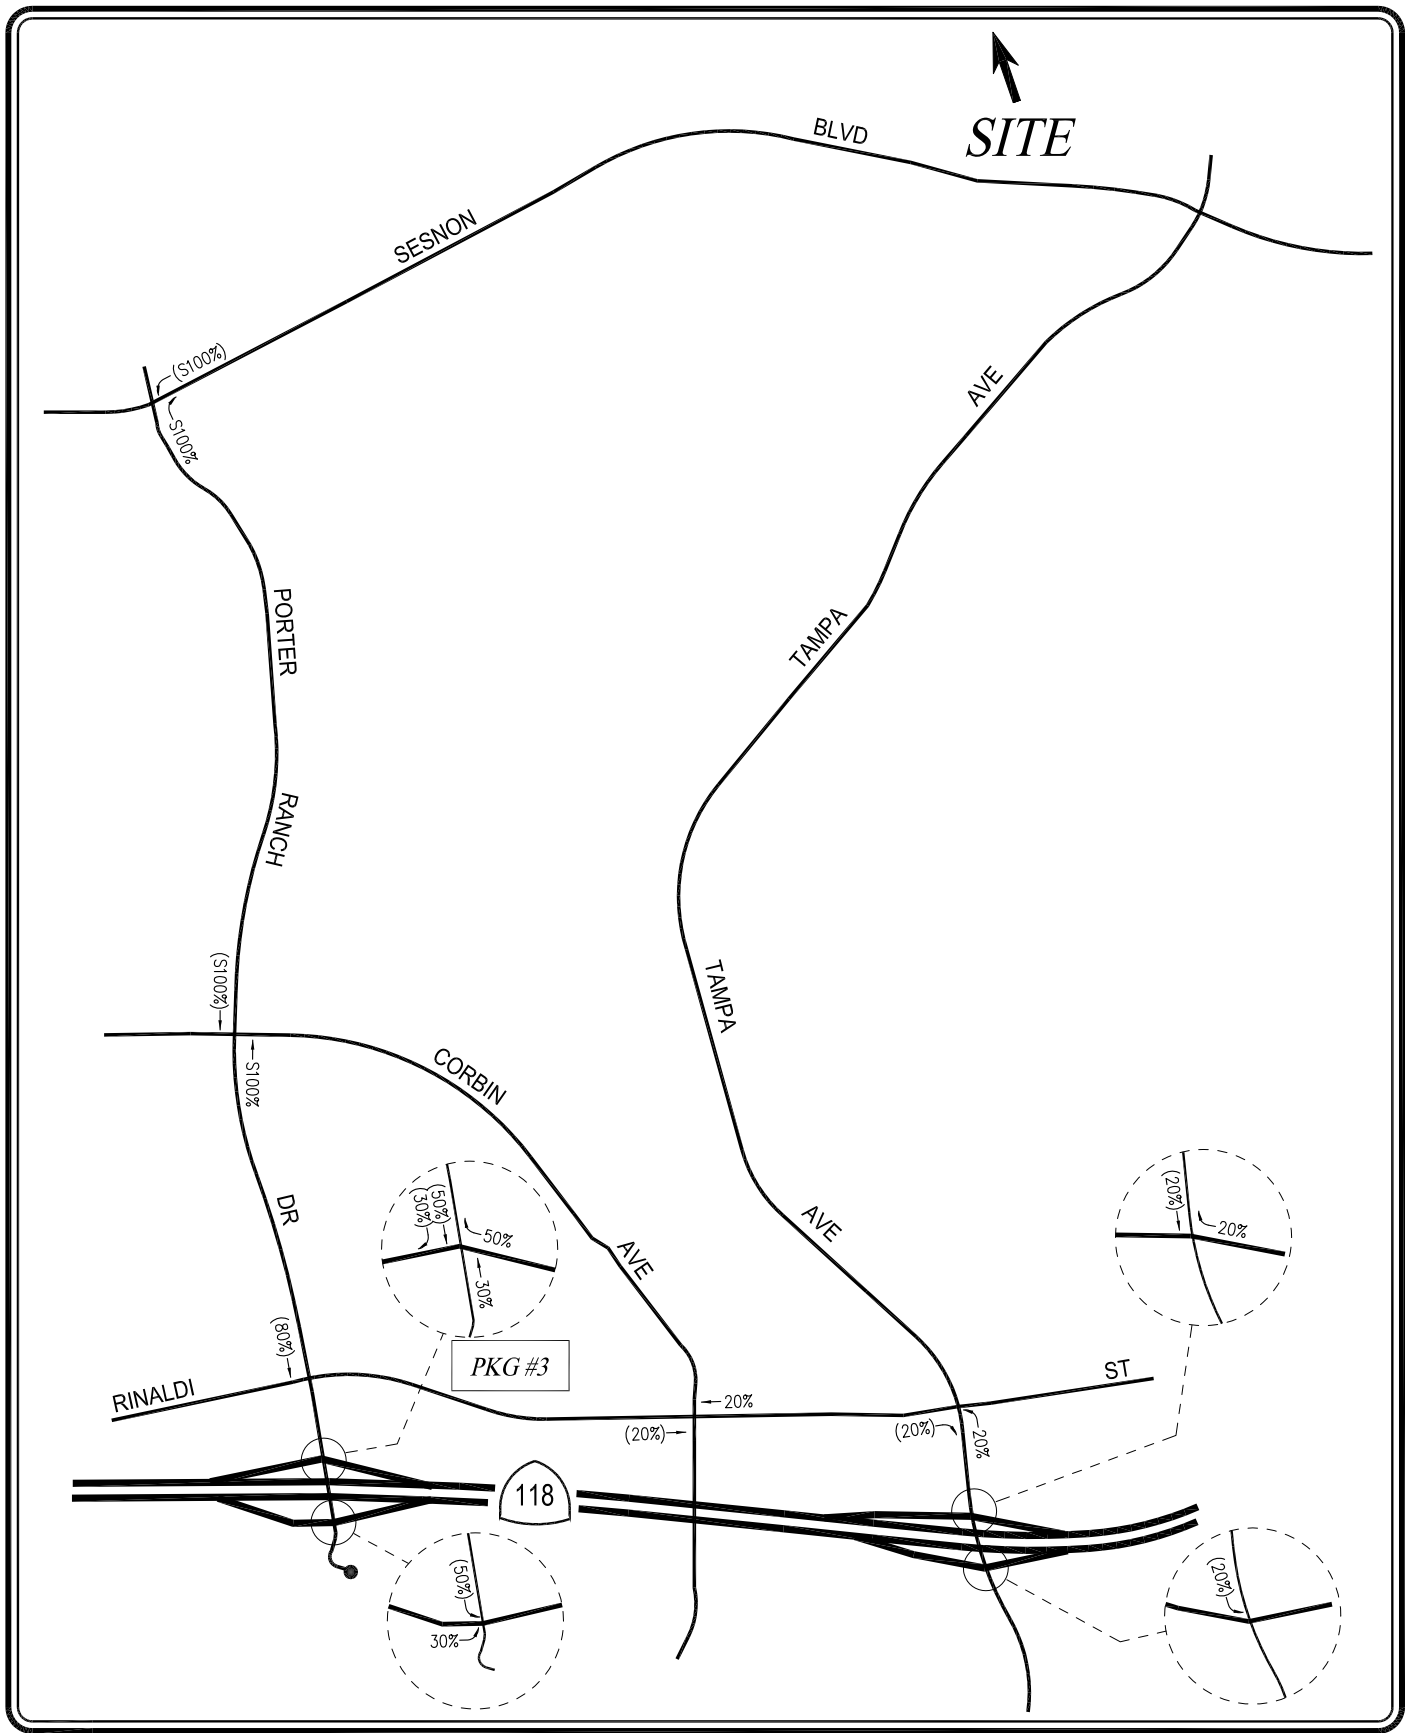 SITE
BLVD
SESNON
(S100%)
S100%
AVE
TAMPA
PORTER
RANCH
(S100%)
TAMPA
S100%
CORBIN
DR
(50%)
(30%)
50%
30%
AVE
AVE
(20%)
20%
(80%)
PKG #3
RINALDI
ST
20%
(20%)
(20%)
20%
118
(50%)
30%
(20%)